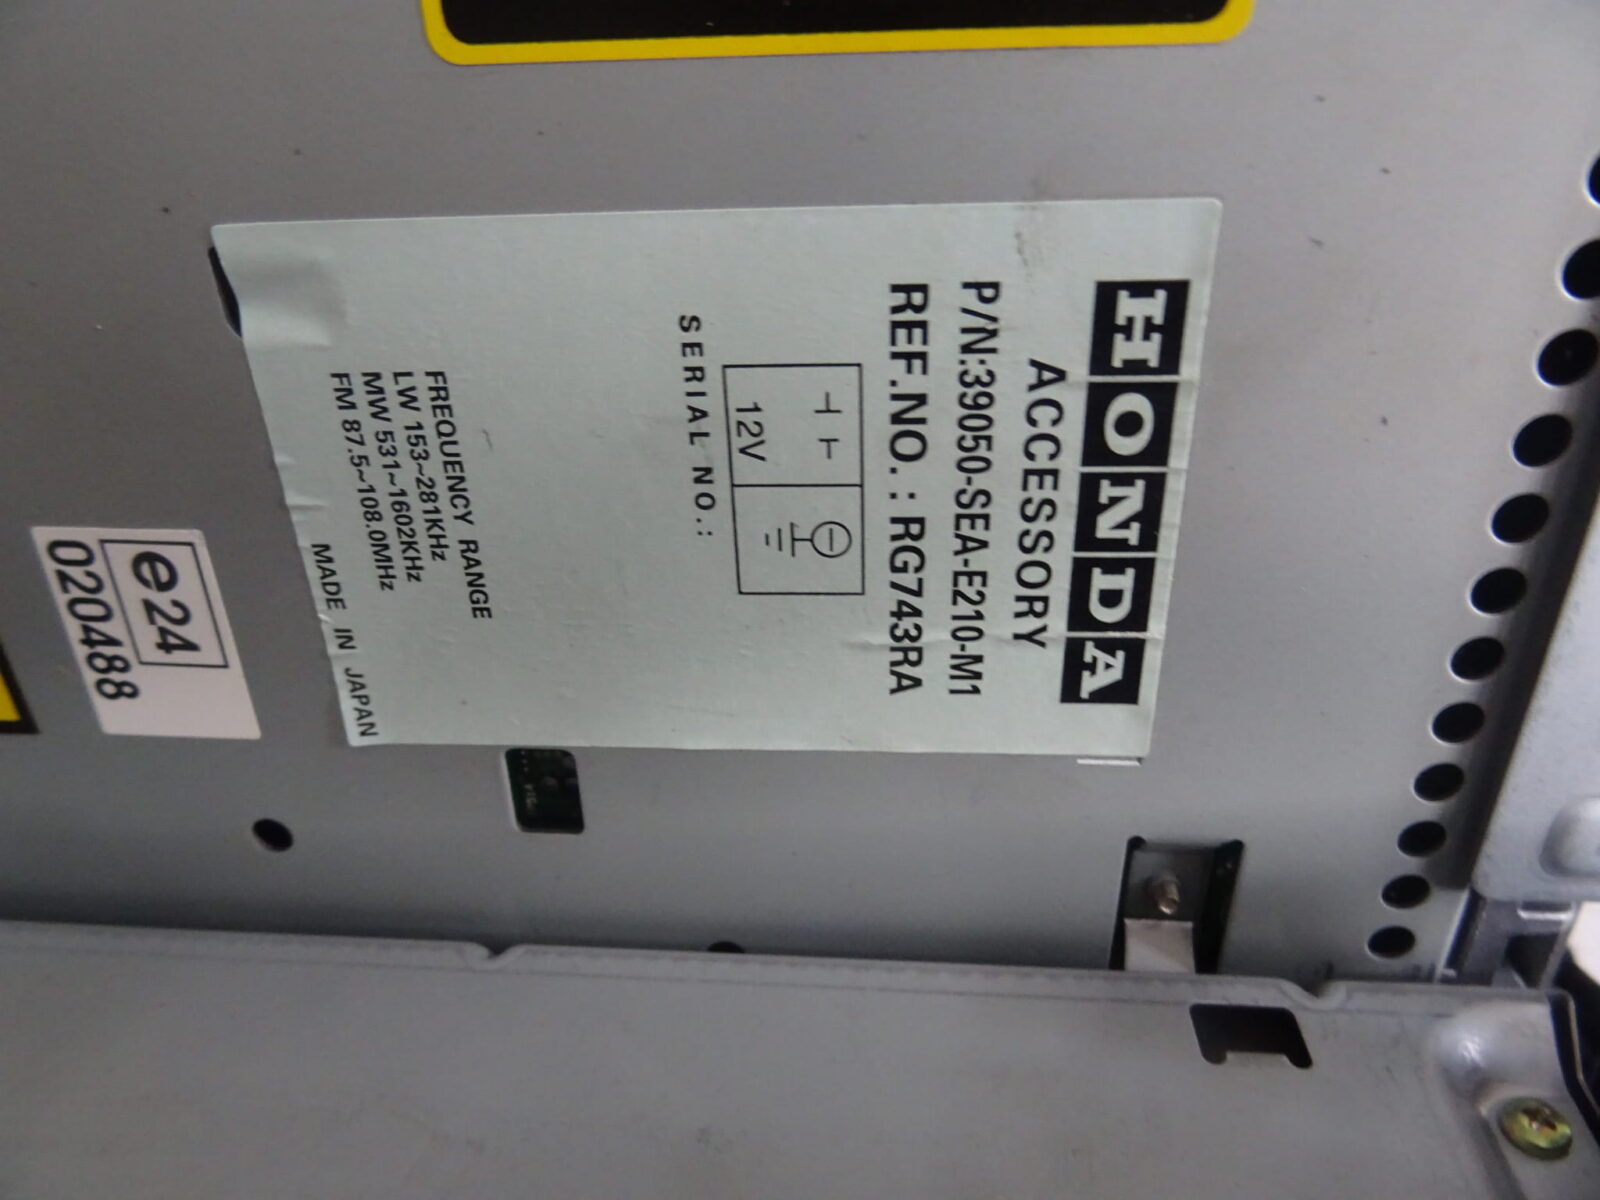 HONDA
ACCESSORY
P/N:39050-SEA-E210-M1
REF.NO. : RG743RA
12V
SERIAL NO.:
FREQUENCY RANGE
LW 153~281KHz
MW 531~1602KHz
FM 87.5~108.0MHz
MADE IN JAPAN
e24
020488